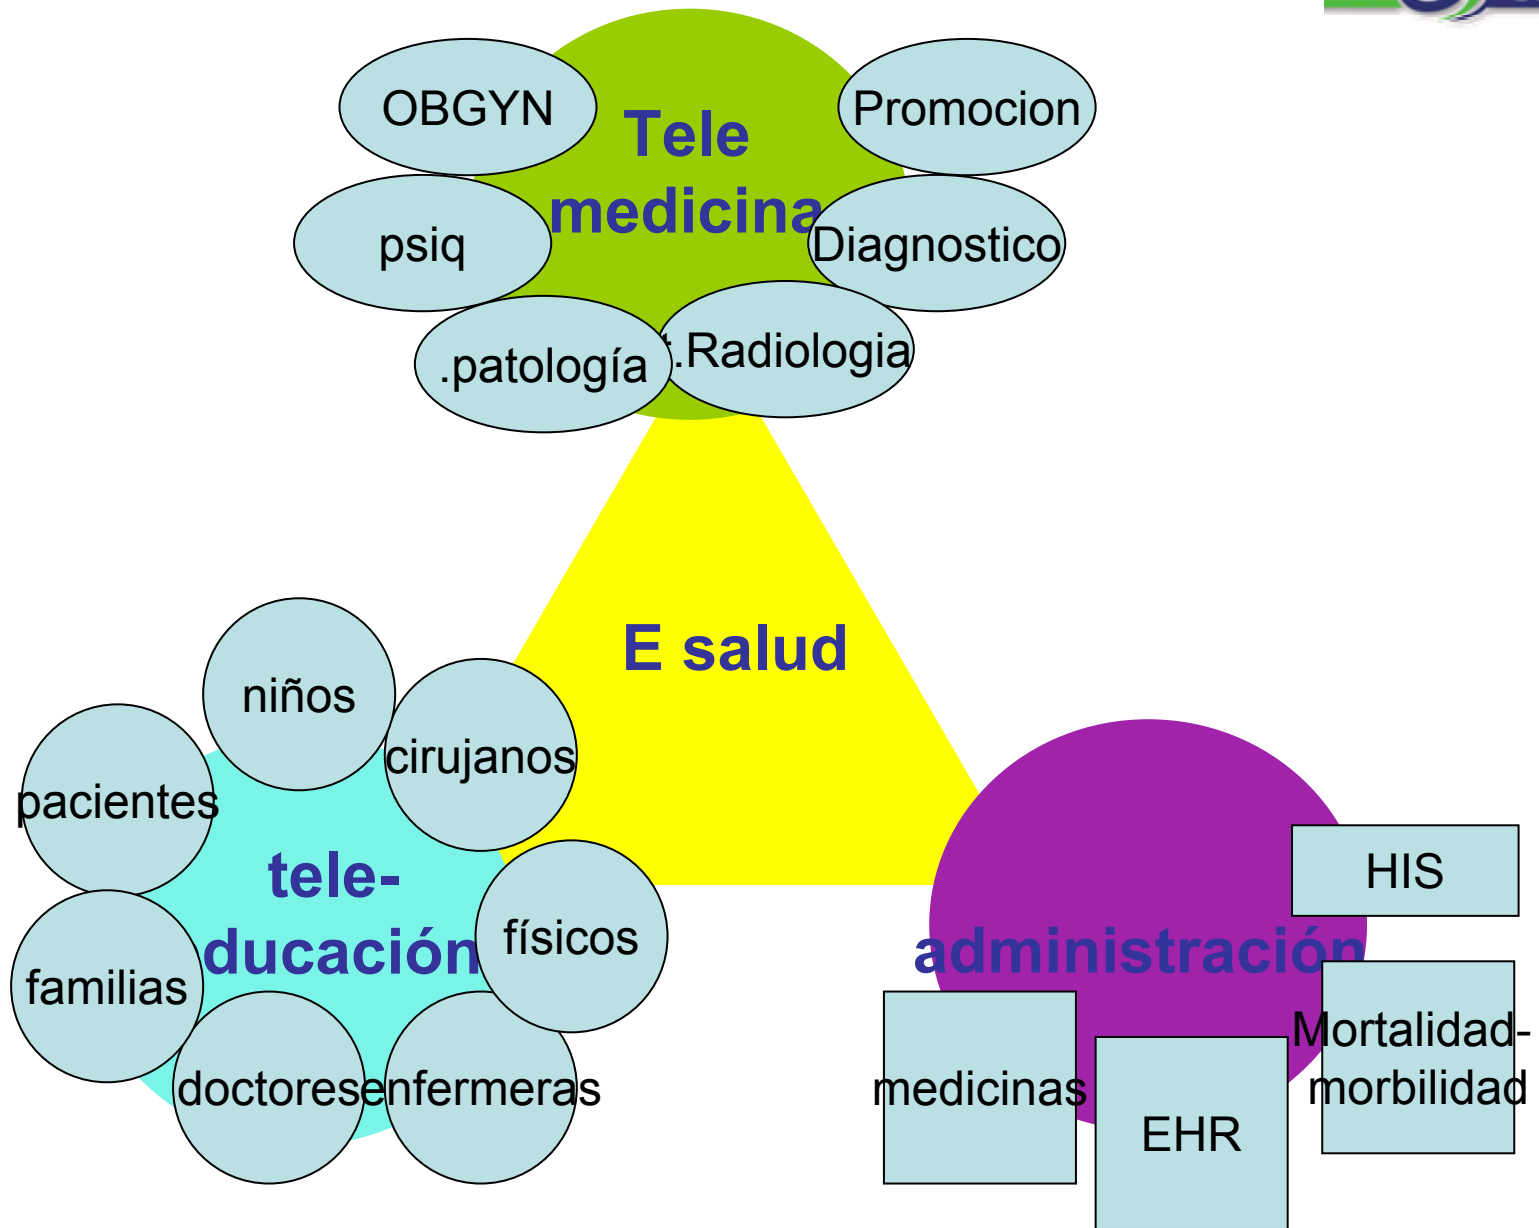 OBGYN
Promocion
Tele
medicina
psiq
Diagnostico
.patología
t.Radiologia
E salud
niños
cirujanos
pacientes
tele-
ducación
físicos
familias
doctores
enfermeras
HIS
administración
Mortalidad-
morbilidad
medicinas
EHR